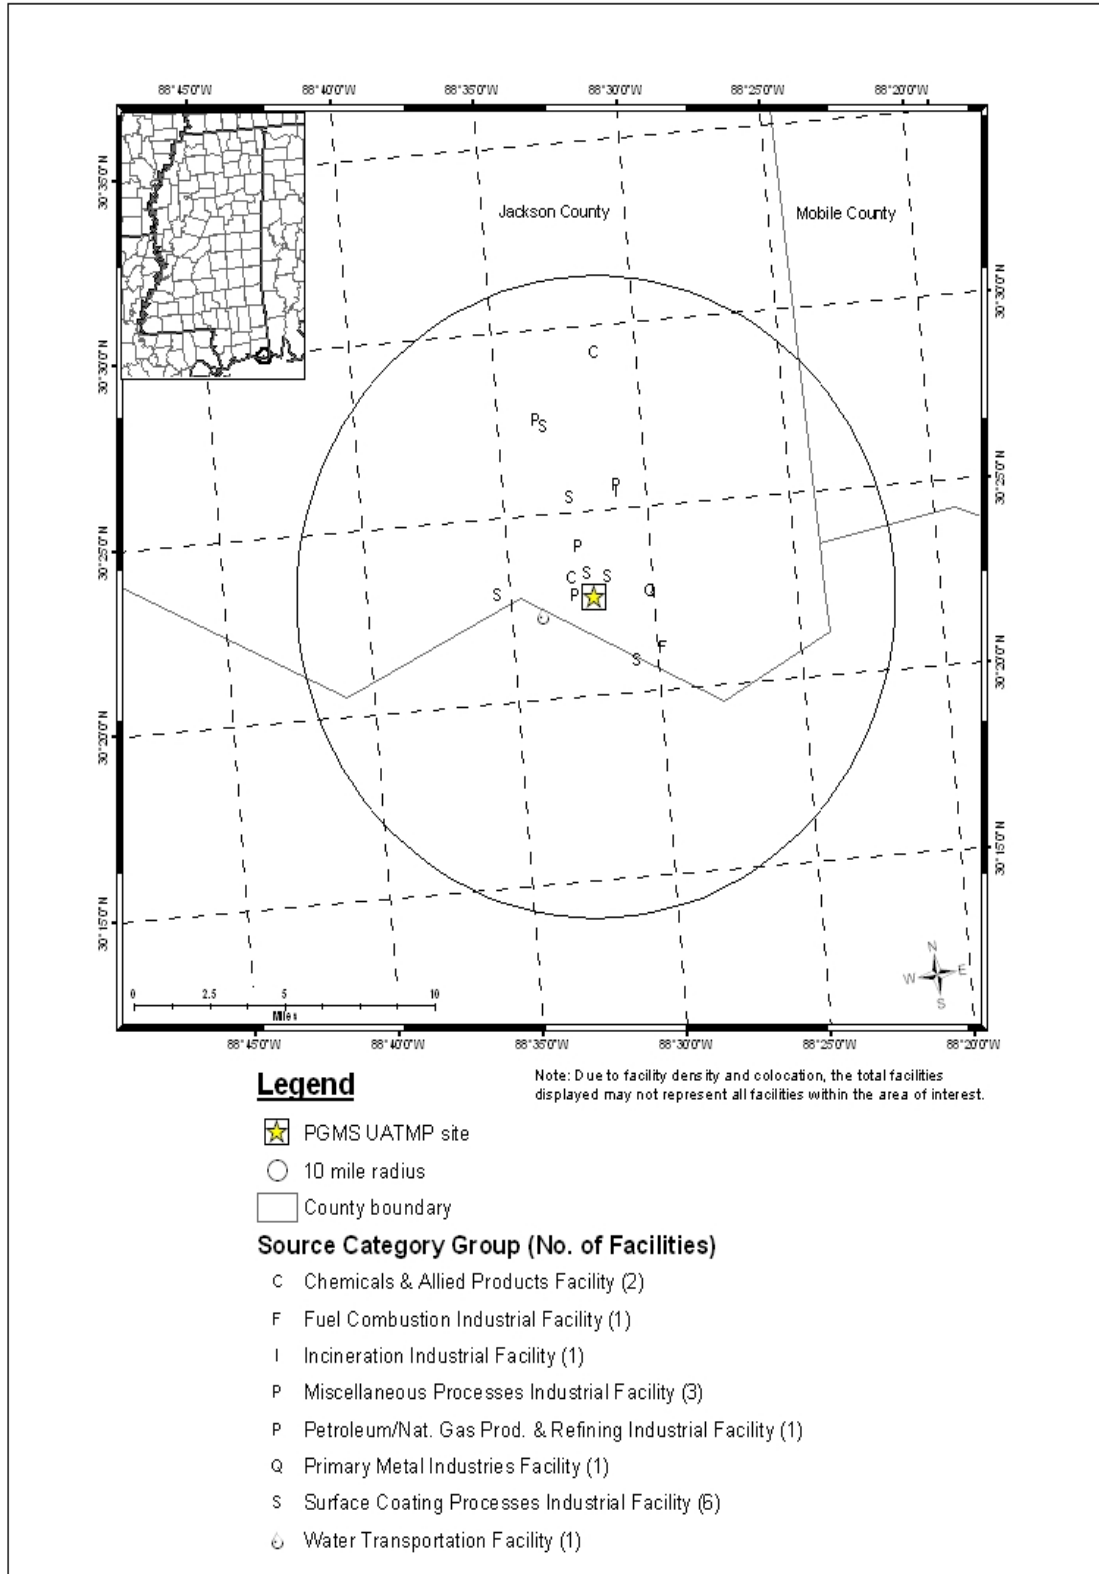 88°45'0"W 88°40'0"W 88°35'0"W 88°30'0"W 88°25'0"W 88°20'0"W
30°35'0"N
Jackson County Mobile County
30°30'0"N
30°30'0"N
C
P
S
30°25'0"N
P
S
30°25'0"N
P
S
S
C
P
Q
S
F
S
30°20'0"N
30°20'0"N
30°15'0"N
30°15'0"N
N
W E
S
0 2.5 5 10
Miles
88°45'0"W 88°40'0"W 88°35'0"W 88°30'0"W 88°25'0"W 88°20'0"W
Legend
Note: Due to facility density and colocation, the total facilities
displayed may not represent all facilities within the area of interest.
PGMS UATMP site
10 mile radius
County boundary
Source Category Group (No. of Facilities)
C Chemicals & Allied Products Facility (2)
F Fuel Combustion Industrial Facility (1)
I Incineration Industrial Facility (1)
P Miscellaneous Processes Industrial Facility (3)
P Petroleum/Nat. Gas Prod. & Refining Industrial Facility (1)
Q Primary Metal Industries Facility (1)
S Surface Coating Processes Industrial Facility (6)
Water Transportation Facility (1)